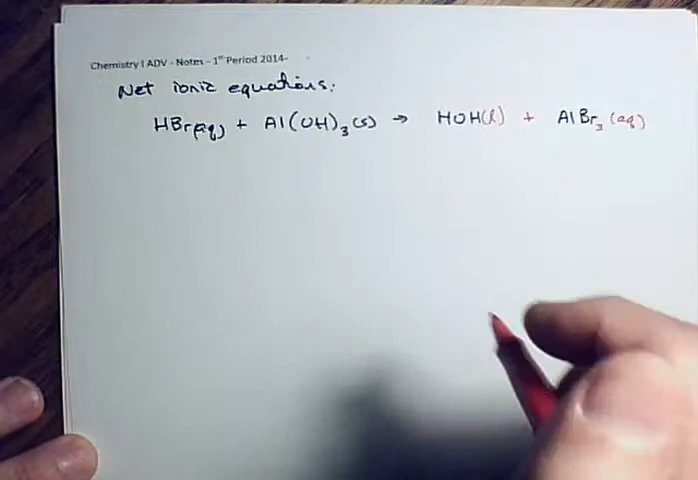 Chemistry I ADV - Notes - 1st Period 2014-
Net ionic equations:
HBr(aq) + Al(OH)₃(s) → HOH(l) + AlBr₃(aq)